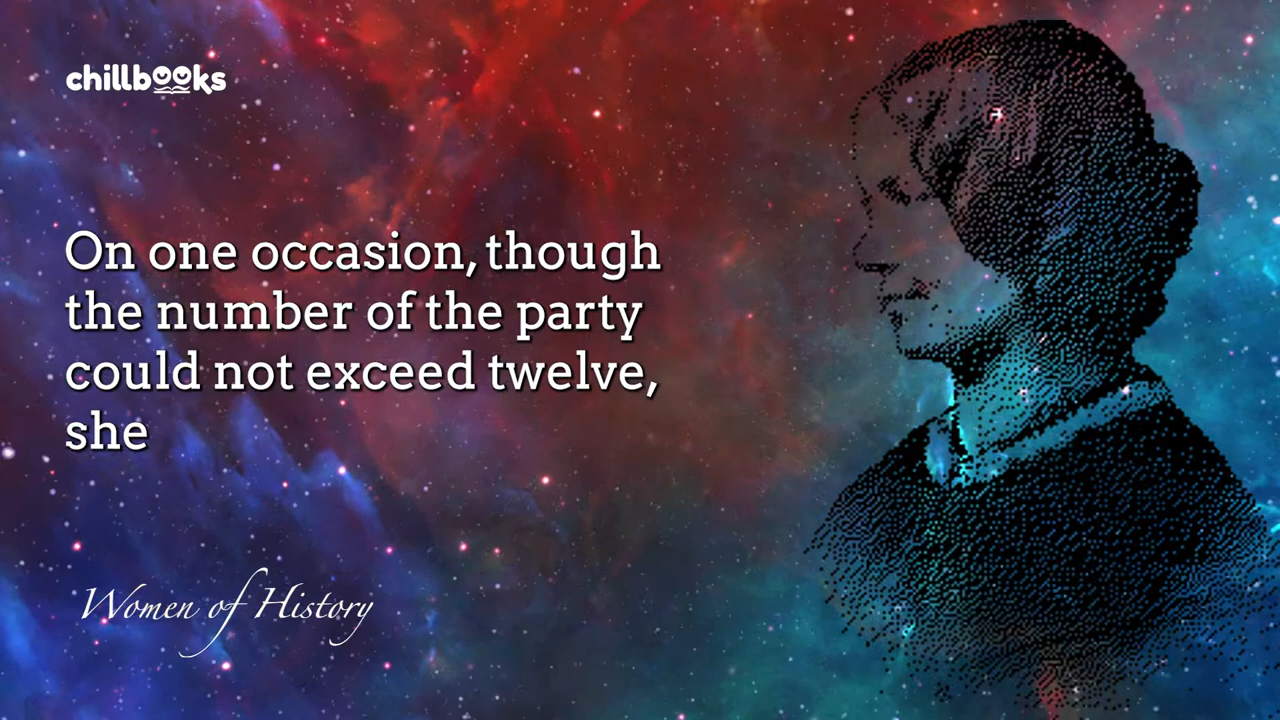 chillbooks
On one occasion, though
the number of the party
could not exceed twelve,
she
Women of History